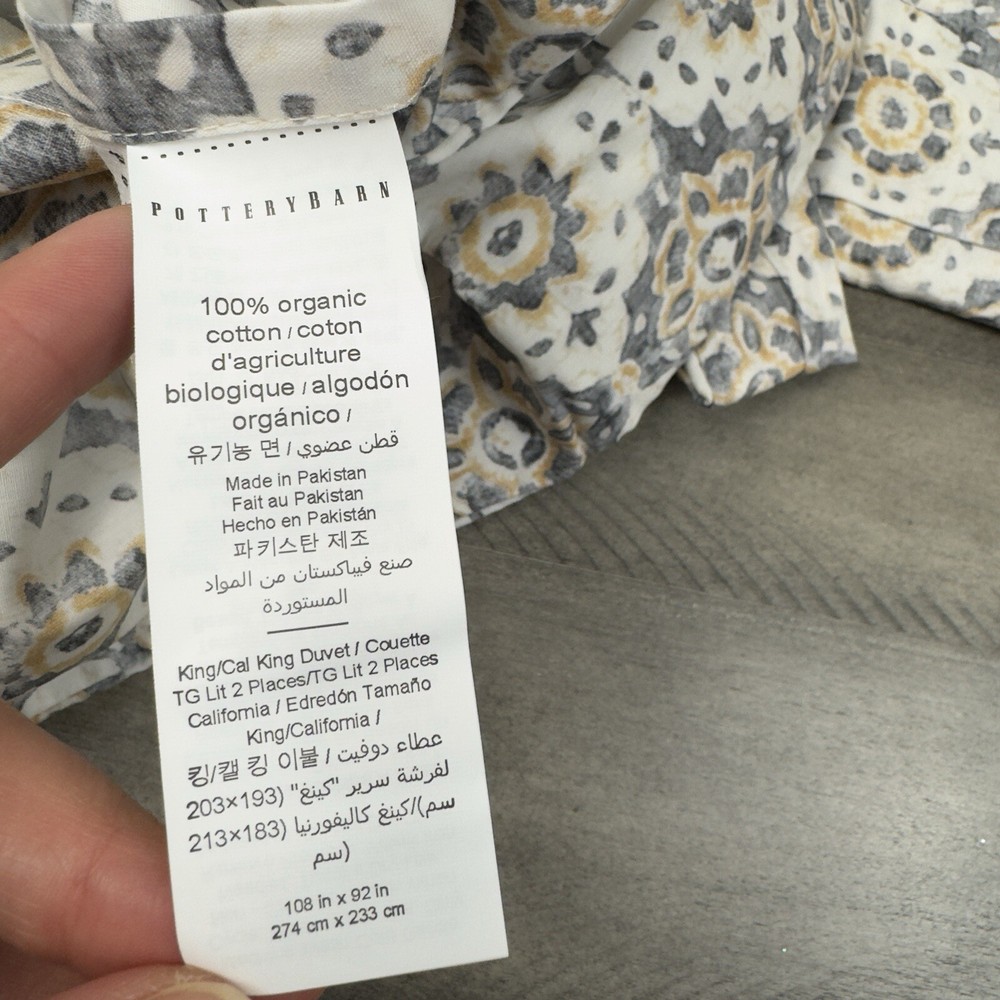 POTTERYBARN
100% organic
cotton / coton
d'agriculture
biologique / algodón
orgánico /
유기농 면 / قطن عضوي
Made in Pakistan
Fait au Pakistan
Hecho en Pakistán
파키스탄 제조
صنع فيباكستان من المواد
المستوردة
King/Cal King Duvet / Couette
TG Lit 2 Places/TG Lit 2 Places
California / Edredón Tamaño
King/California /
킹/캘 킹 이불 / غطاء دوفيت
لفرشة سرير "كينغ" (193×203
سم)/كينغ كاليفورنيا (183×213
سم)
108 in x 92 in
274 cm x 233 cm